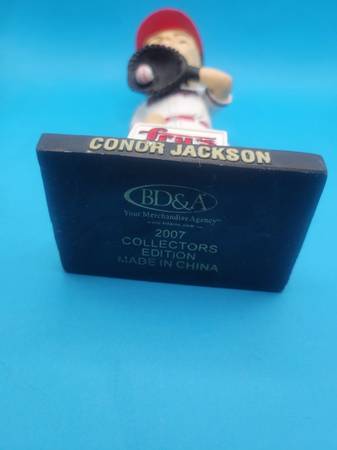 CONOR JACKSON
BD&A
Your Merchandise Agency
2007
COLLECTORS
EDITION
MADE IN CHINA